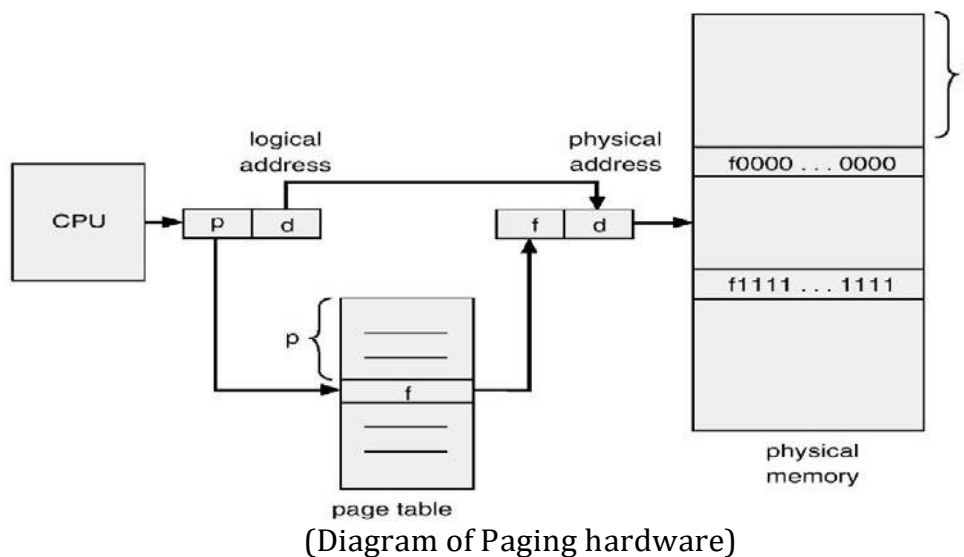 logical
address
physical
address
f0000 . . . 0000
CPU
p
d
f
d
f1111 . . . 1111
p
f
physical
memory
page table
(Diagram of Paging hardware)